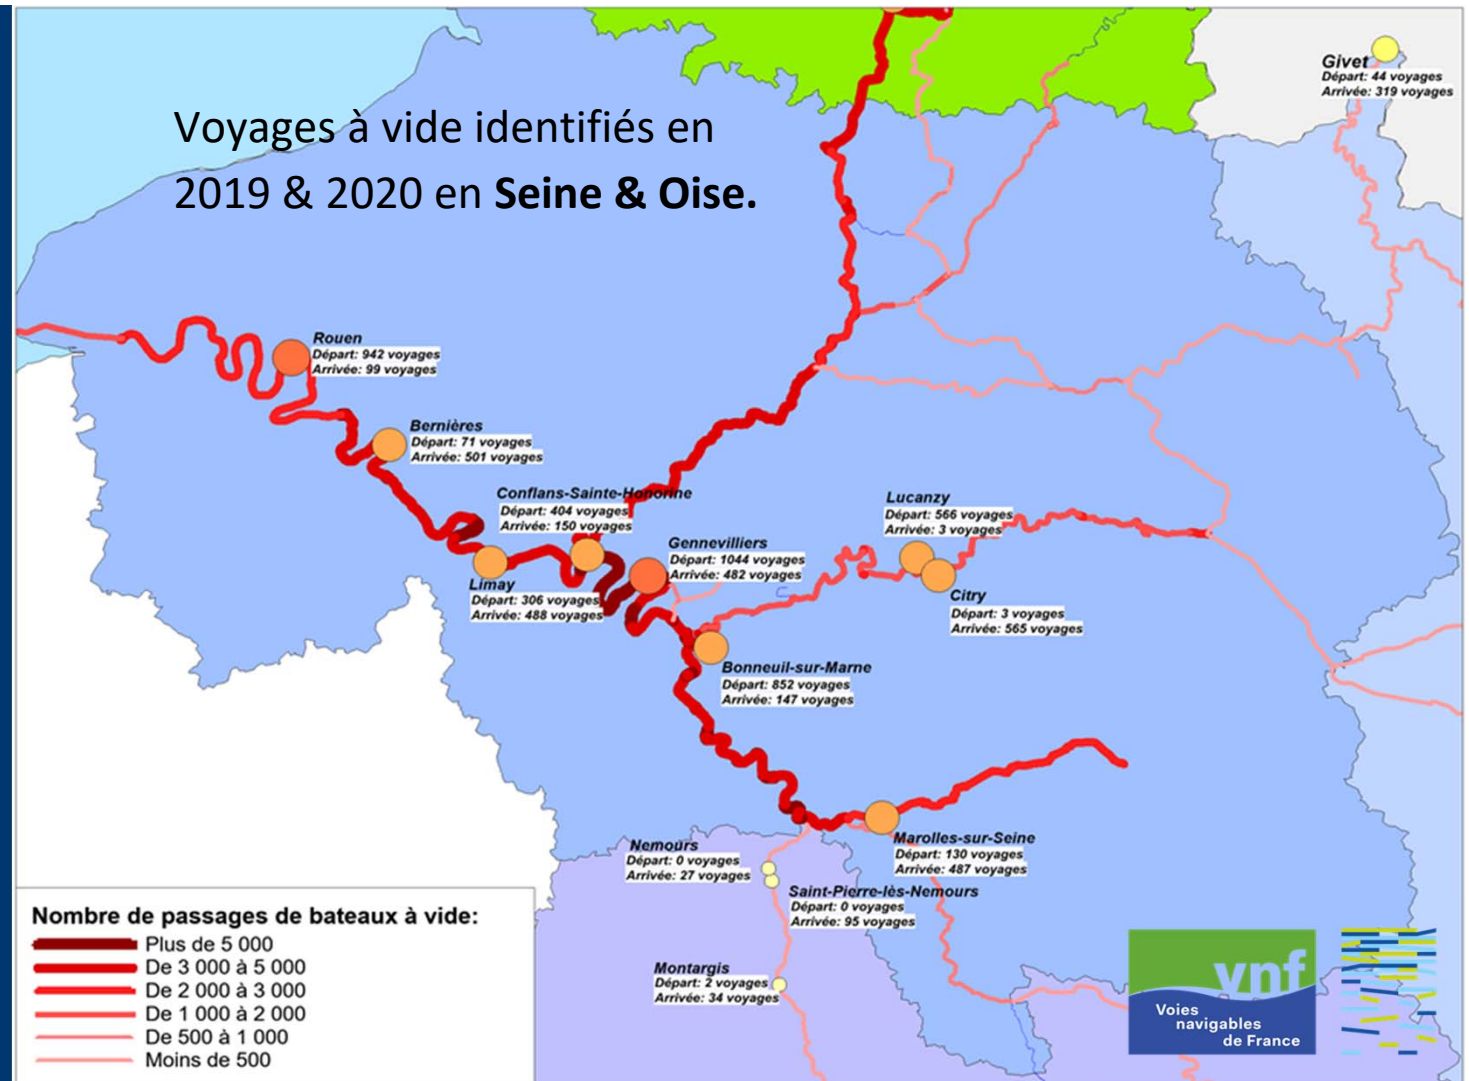 Givet
Départ: 44 voyages
Arrivée: 319 voyages
Voyages à vide identifiés en
2019 & 2020 en Seine & Oise.
Rouen
Départ: 942 voyages
Arrivée: 99 voyages
Bernières
Départ: 71 voyages
Arrivée: 501 voyages
Conflans-Sainte-Honorine
Départ: 404 voyages
Arrivée: 150 voyages
Lucanzy
Départ: 566 voyages
Arrivée: 3 voyages
Gennevilliers
Départ: 1044 voyages
Arrivée: 482 voyages
Limay
Départ: 306 voyages
Arrivée: 488 voyages
Citry
Départ: 3 voyages
Arrivée: 565 voyages
Bonneuil-sur-Marne
Départ: 852 voyages
Arrivée: 147 voyages
Marolles-sur-Seine
Départ: 130 voyages
Arrivée: 487 voyages
Nemours
Départ: 0 voyages
Arrivée: 27 voyages
Saint-Pierre-lès-Nemours
Départ: 0 voyages
Arrivée: 95 voyages
Montargis
Départ: 2 voyages
Arrivée: 34 voyages
Nombre de passages de bateaux à vide:
Plus de 5 000
De 3 000 à 5 000
De 2 000 à 3 000
De 1 000 à 2 000
De 500 à 1 000
Moins de 500
vnf
Voies
navigables
de France